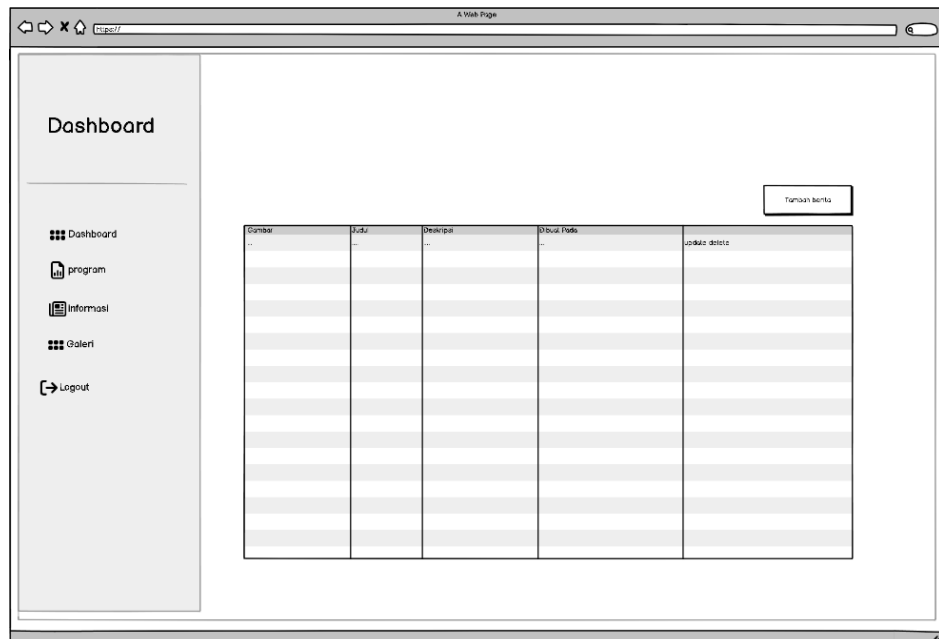 A Web Page
https://
Dashboard
Dashboard
program
Informasi
Galeri
Logout
Tambah berita
Gambar Judul Deskripsi Dibuat Pada
... ... ... ... update delete